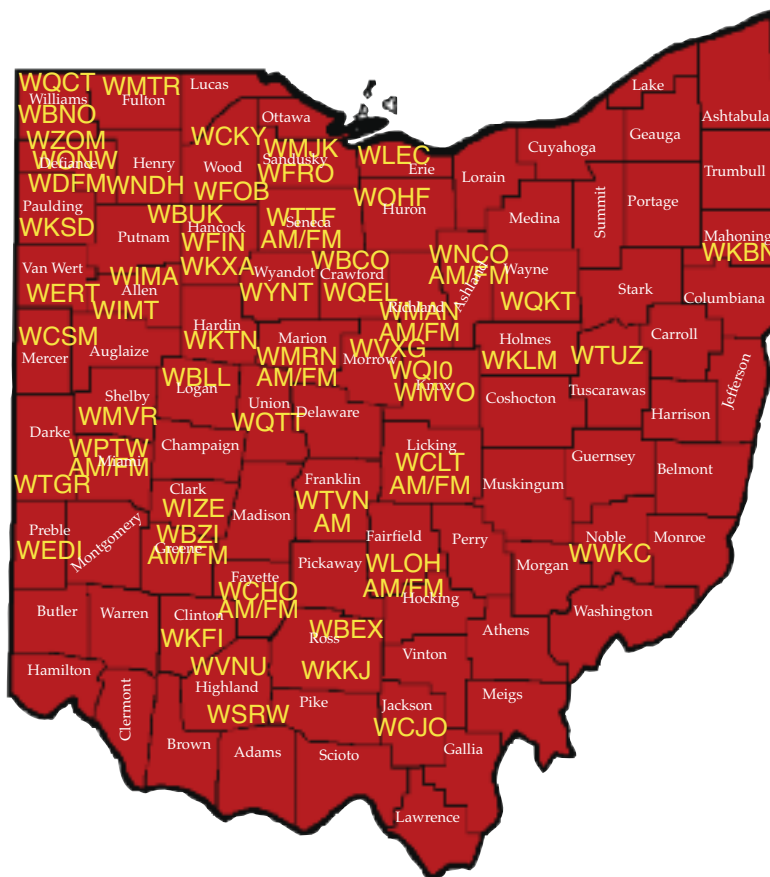 Lake
WQCT
WMTR
Lucas
Williams
Fulton
Geauga
Ashtabula
WBNO
Ottawa
WZOM
WCKY
WMJK
Cuyahoga
WONW
Defiance
Henry
Wood
Sandusky
WLEC
Erie
Lorain
Trumbull
WDFM
WNDH
WFOB
WFRO
WQHF
Summit
Portage
Paulding
WKSD
WBUK
Hancock
WTTF
Seneca
AM/FM
Huron
Medina
Putnam
WFIN
Mahoning
WKBN
Van Wert
WIMA
WKXA
Wyandot
WBCO
Crawford
WNCO
AM/FM
Ashland
Wayne
Stark
WERT
Allen
WIMT
WYNT
WQEL
Richland
WMAN
AM/FM
WQKT
Columbiana
WCSM
Mercer
Auglaize
Hardin
WKTN
Marion
WMRN
AM/FM
Morrow
WVXG
Holmes
WKLM
WTUZ
Carroll
Jefferson
WBLL
Logan
WQI0
Knox
WMVO
Shelby
WMVR
Union
WQTT
Delaware
Coshocton
Tuscarawas
Harrison
Darke
WPTW
Miami
AM/FM
Champaign
Licking
WCLT
AM/FM
Guernsey
Belmont
WTGR
Clark
WIZE
Madison
Franklin
WTVN
AM
Muskingum
Preble
WEDI
Montgomery
WBZI
Greene
AM/FM
Fairfield
WLOH
AM/FM
Perry
Noble
WWKC
Monroe
Morgan
Pickaway
Fayette
WCHO
AM/FM
Hocking
Washington
Butler
Warren
Clinton
WKFI
WBEX
Ross
WKKJ
Athens
Vinton
Hamilton
WVNU
Highland
WSRW
Clermont
Pike
Jackson
WCJO
Meigs
Brown
Adams
Scioto
Gallia
Lawrence